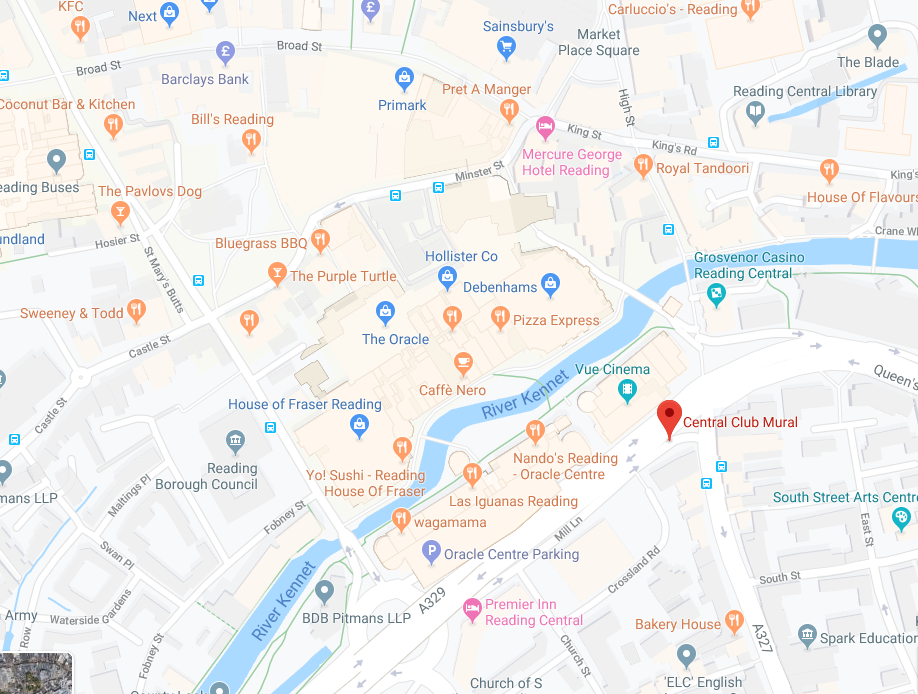 KFC
Next
£
£
Carluccio's - Reading
Sainsbury's
Market
Place Square
The Blade
Broad St
Broad St
Barclays Bank
Primark
Pret A Manger
High St
Reading Central Library
Coconut Bar & Kitchen
Bill's Reading
King St
King's Rd
Mercure George
Hotel Reading
Royal Tandoori
King's
House Of Flavours
eading Buses
The Pavlovs Dog
Minster St
Hosier St
St Mary's Butts
Bluegrass BBQ
The Purple Turtle
Hollister Co
Debenhams
Crane Wh
Grosvenor Casino
Reading Central
Sweeney & Todd
Pizza Express
The Oracle
Castle St
Castle St
Caffè Nero
River Kennet
Vue Cinema
Queen's
House of Fraser Reading
Central Club Mural
Reading
Borough Council
Yo! Sushi - Reading
House Of Fraser
Nando's Reading
- Oracle Centre
Las Iguanas Reading
mans LLP
Maltings Pl
Fobney St
wagamama
Mill Ln
South Street Arts Centre
East St
P
Oracle Centre Parking
Swan Pl
River Kennet
Crossland Rd
South St
A329
Army
Waterside Gardens
BDB Pitmans LLP
Premier Inn
Reading Central
Bakery House
A327
Spark Education
Row
Fobney St
Church St
Church of S
'ELC' English